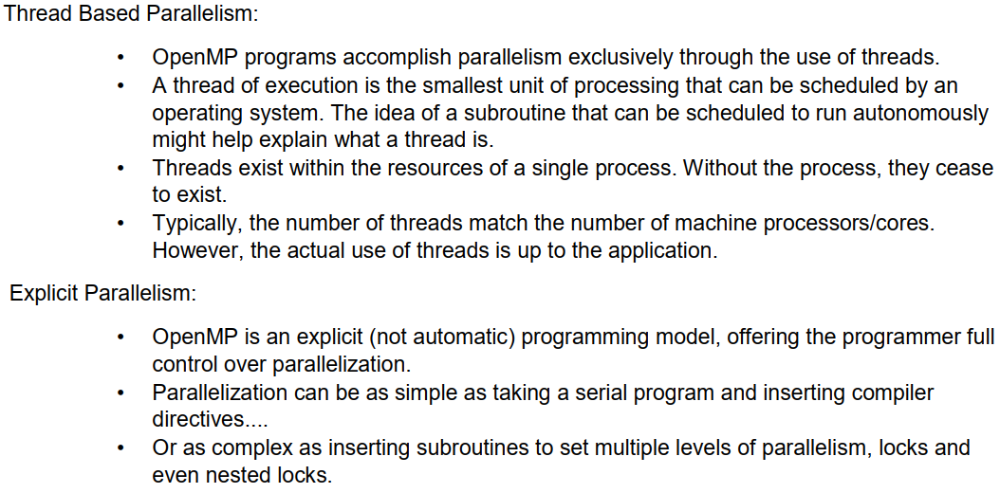 Thread Based Parallelism:
• OpenMP programs accomplish parallelism exclusively through the use of threads.
• A thread of execution is the smallest unit of processing that can be scheduled by an
operating system. The idea of a subroutine that can be scheduled to run autonomously
might help explain what a thread is.
• Threads exist within the resources of a single process. Without the process, they cease
to exist.
• Typically, the number of threads match the number of machine processors/cores.
However, the actual use of threads is up to the application.
Explicit Parallelism:
• OpenMP is an explicit (not automatic) programming model, offering the programmer full
control over parallelization.
• Parallelization can be as simple as taking a serial program and inserting compiler
directives....
• Or as complex as inserting subroutines to set multiple levels of parallelism, locks and
even nested locks.